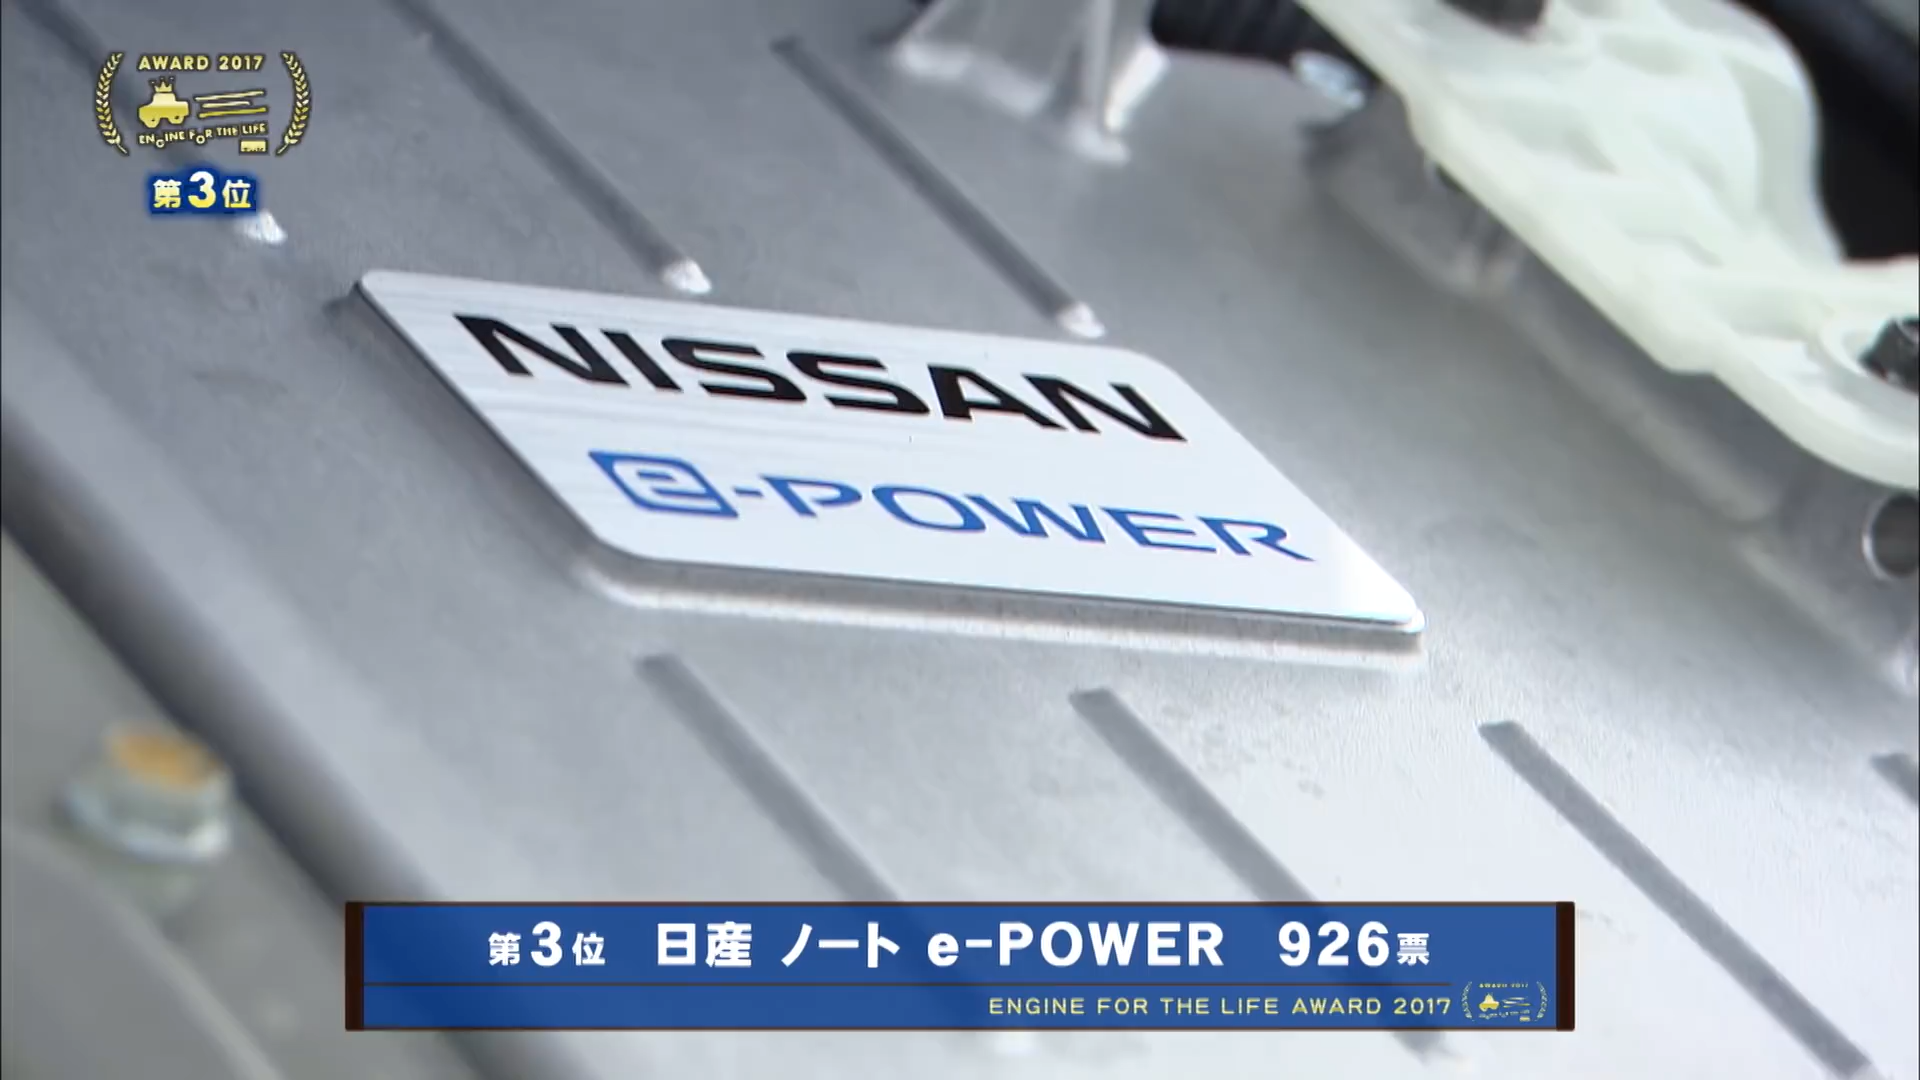 AWARD 2017
ENGINE FOR THE LIFE
第3位
NISSAN
e-POWER
第3位 日産 ノート e-POWER 926票
ENGINE FOR THE LIFE AWARD 2017